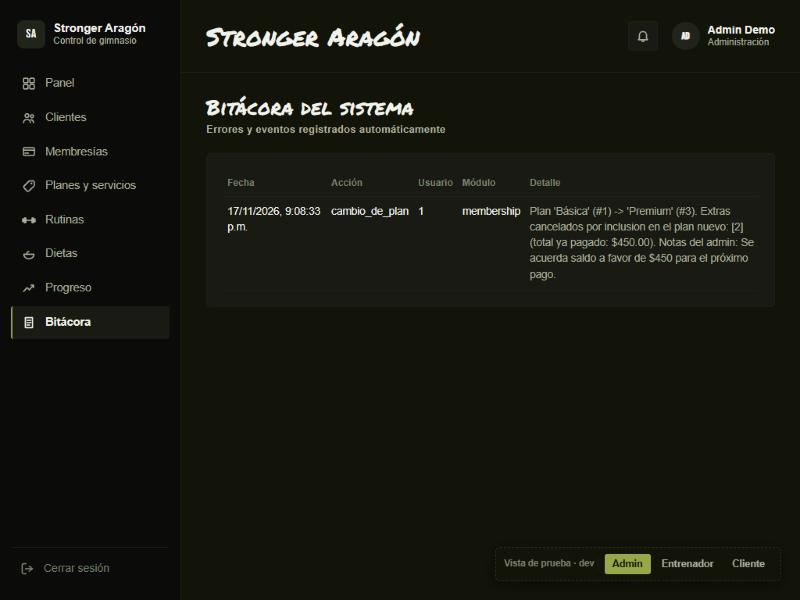 SA
Stronger Aragón
Control de gimnasio
Panel
Clientes
Membresías
Planes y servicios
Rutinas
Dietas
Progreso
Bitácora
Cerrar sesión
Stronger Aragón
AD
Admin Demo
Administración
Bitácora del sistema
Errores y eventos registrados automáticamente
Fecha Acción Usuario Módulo Detalle
17/11/2026, 9:08:33 p.m.
cambio_de_plan
1
membership
Plan 'Básica' (#1) -> 'Premium' (#3). Extras
cancelados por inclusion en el plan nuevo: [2]
(total ya pagado: $450.00). Notas del admin: Se
acuerda saldo a favor de $450 para el próximo
pago.
Vista de prueba · dev Admin Entrenador Cliente